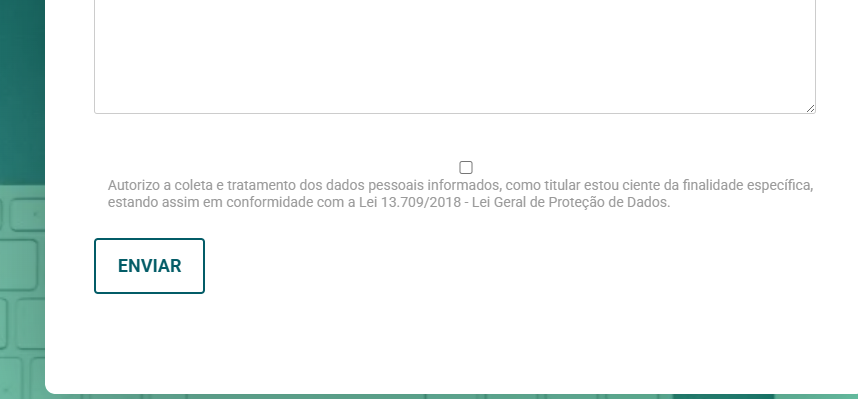 Autorizo a coleta e tratamento dos dados pessoais informados, como titular estou ciente da finalidade específica,
estando assim em conformidade com a Lei 13.709/2018 - Lei Geral de Proteção de Dados.
ENVIAR